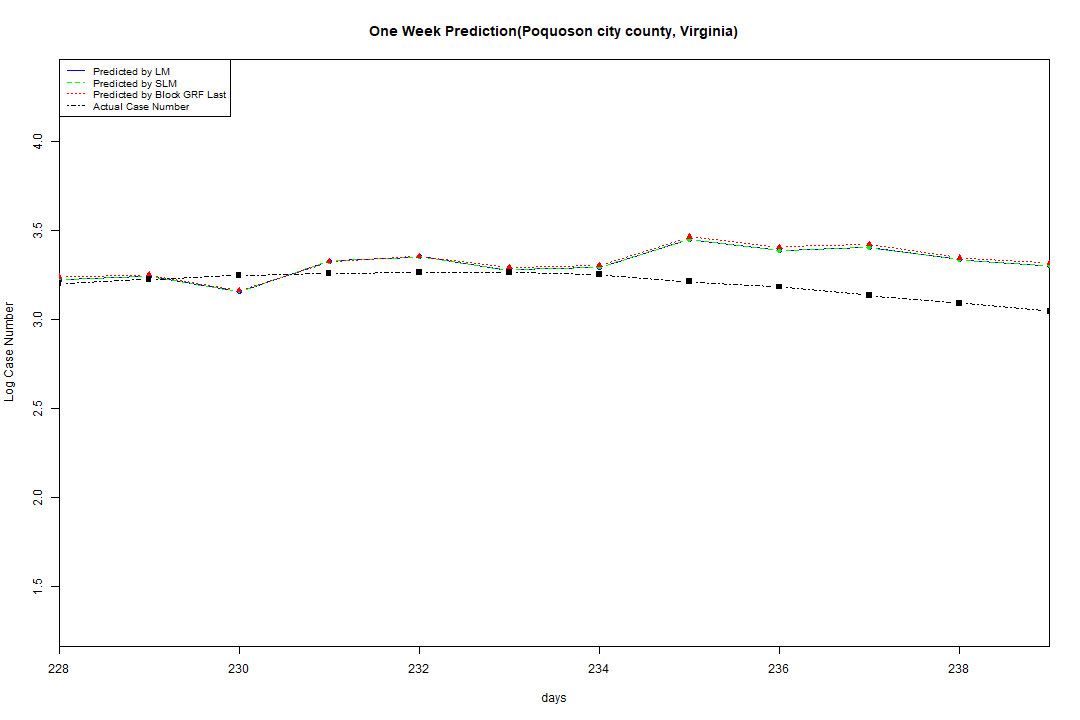 One Week Prediction(Poquoson city county, Virginia)
Predicted by LM
Predicted by SLM
Predicted by Block GRF Last
Actual Case Number
4.0
3.5
3.0
2.5
2.0
1.5
Log Case Number
228
230
232
234
236
238
days